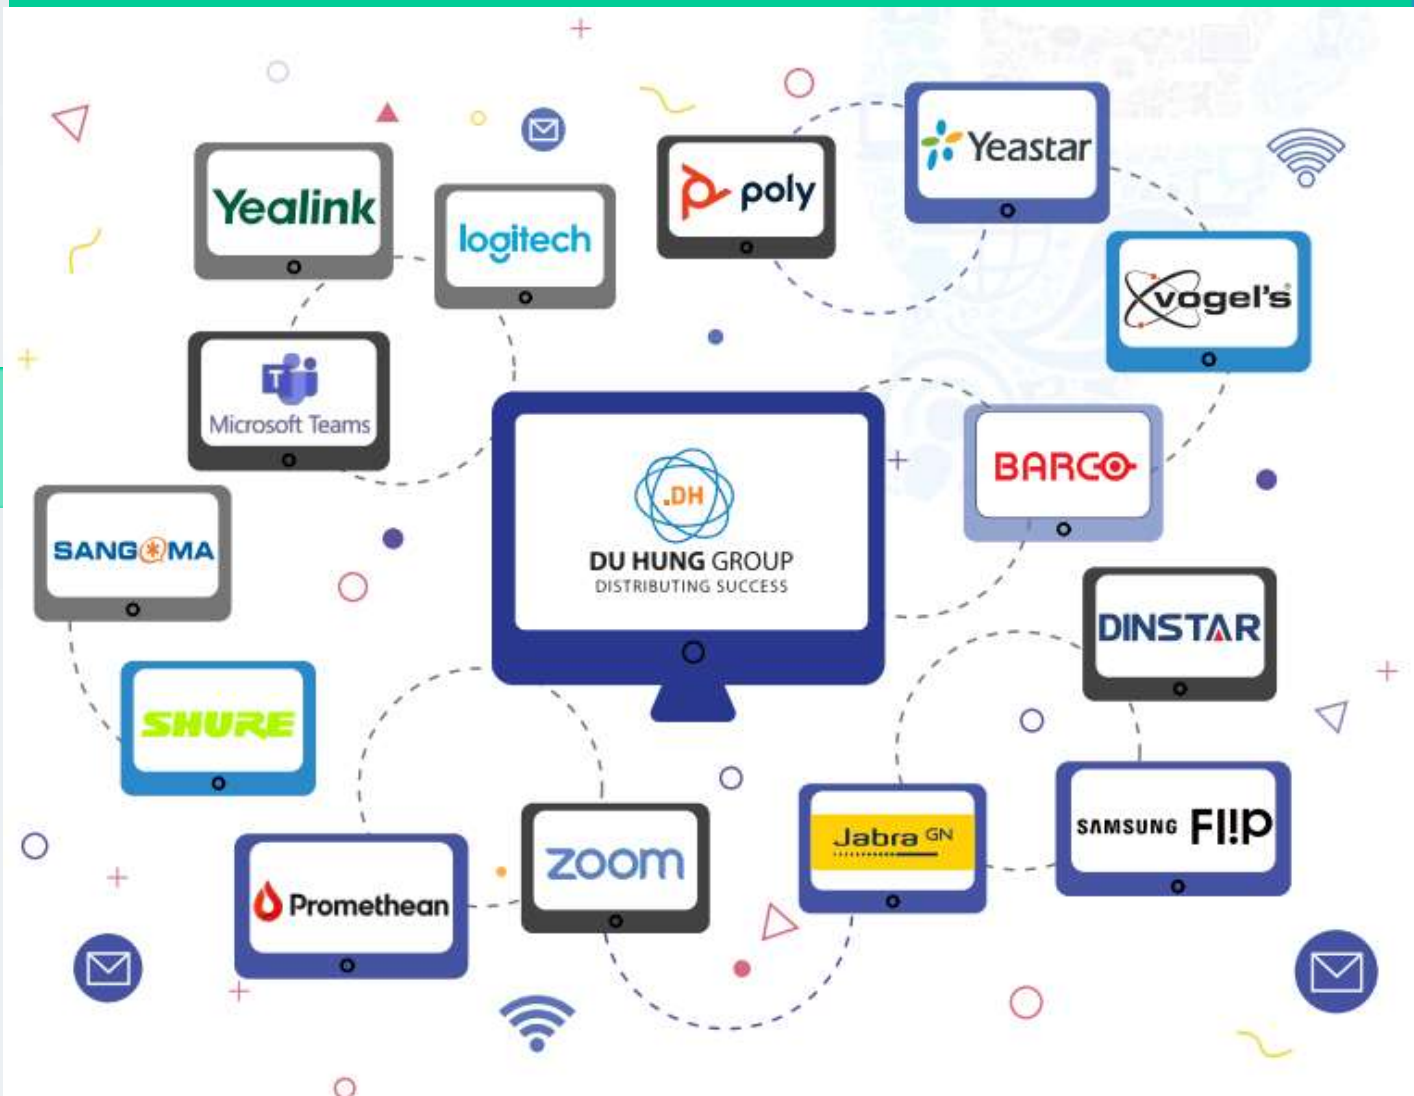 Yealink
logitech
poly
Yeastar
vogel's®
T
Microsoft Teams
BARCO
SANGOMA
.DH
DU HUNG GROUP
DISTRIBUTING SUCCESS
DINSTAR
SHURE
Promethean
zoom
Jabra GN
SAMSUNG Flip